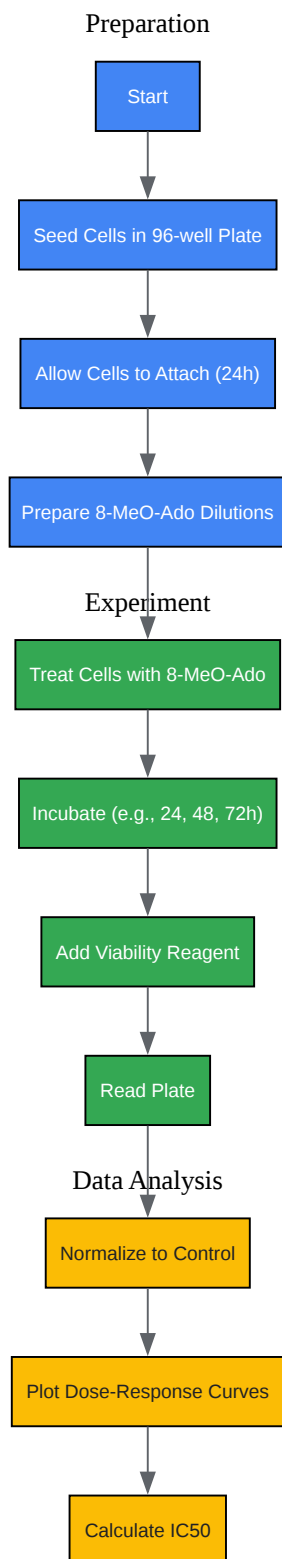 Preparation
Start
Seed Cells in 96-well Plate
Allow Cells to Attach (24h)
Prepare 8-MeO-Ado Dilutions
Experiment
Treat Cells with 8-MeO-Ado
Incubate (e.g., 24, 48, 72h)
Add Viability Reagent
Read Plate
Data Analysis
Normalize to Control
Plot Dose-Response Curves
Calculate IC50